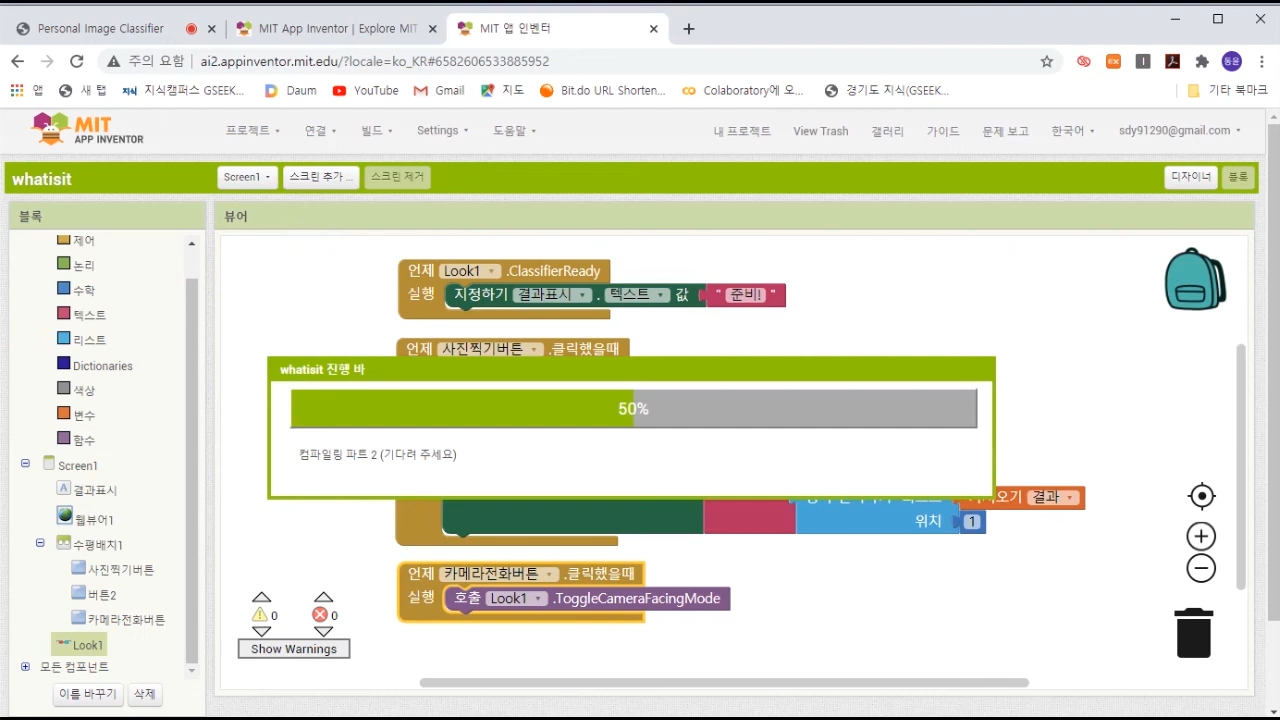 Personal Image Classifier
MIT App Inventor | Explore MIT
MIT 앱 인벤터
주의 요함 | ai2.appinventor.mit.edu/?locale=ko_KR#6582605533880952
앱
새 탭
지식 지식캠퍼스 GSEEK...
Daum
YouTube
Gmail
지도
Bit.do URL Shorten...
Colaboratory에 오...
경기도 지식(GSEEK...
기타 북마크
동윤
MIT
APP INVENTOR
프로젝트
연결
빌드
Settings
도움말
내 프로젝트
View Trash
갤러리
가이드
문제 보고
한국어
sdy91290@gmail.com
whatisit
Screen1
스크린 추가 ...
스크린 제거
디자이너
블록
블록
뷰어
제어
논리
수학
텍스트
리스트
Dictionaries
색상
변수
함수
Screen1
결과표시
웹뷰어1
수평배치1
사진찍기버튼
버튼2
카메라전화버튼
Look1
모든 컴포넌트
이름 바꾸기
삭제
언제 Look1 .ClassifierReady
실행 지정하기 결과표시 . 텍스트 값 " 준비! "
언제 사진찍기버튼 .클릭했을때
whatisit 진행 바
50%
컴파일링 파트 2 (기다려 주세요)
오기 결과
위치 1
언제 카메라전화버튼 .클릭했을때
실행 호출 Look1 .ToggleCameraFacingMode
0
0
Show Warnings